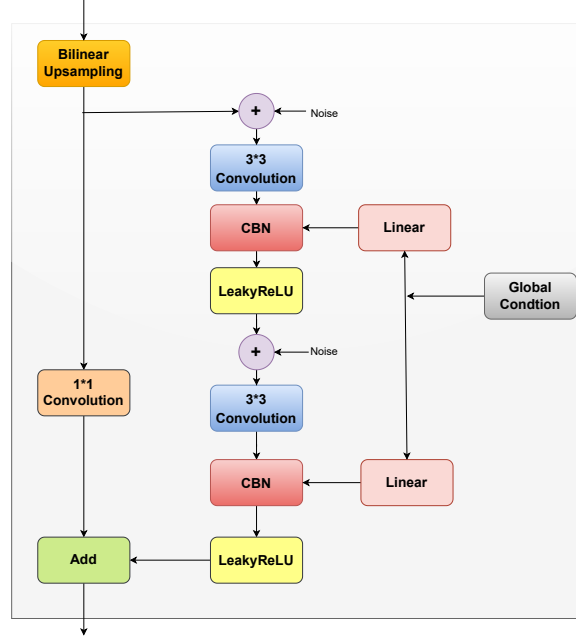 Bilinear
Upsampling
+
Noise
3*3
Convolution
CBN
Linear
LeakyReLU
Global
Condtion
+
Noise
1*1
Convolution
3*3
Convolution
CBN
Linear
Add
LeakyReLU